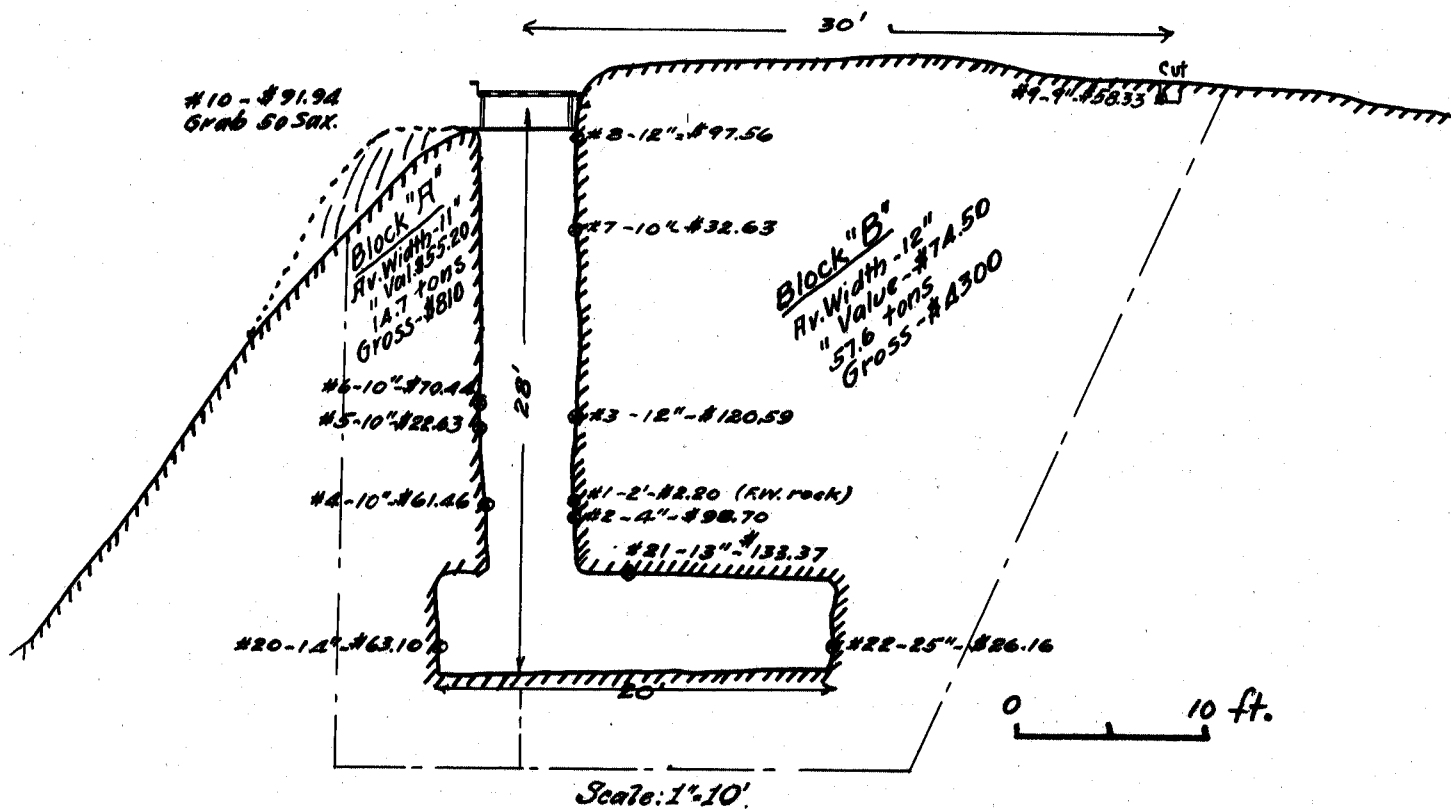 30'
Cut
#9-9"-$58.33
#10-$91.94
Grab 50 Sax.
#8-12"=$97.56
#7-10"-$32.63
Block "A"
Av. Width-11"
" Val.$55.20
14.7 tons
Gross-$810
Block "B"
Av. Width-12"
" Value-$74.50
57.6 tons
Gross-$4300
28'
#6-10"-$70.44
#5-10"-$22.63
#3-12"-$120.59
#4-10"-$61.46
#1-2'-$2.20 (F.W. rock)
#2-4"-$98.70
#21-13"-$133.37
#20-14"-$63.10
#22-25"-$26.16
20'
0 10 ft.
Scale: 1"=10'.